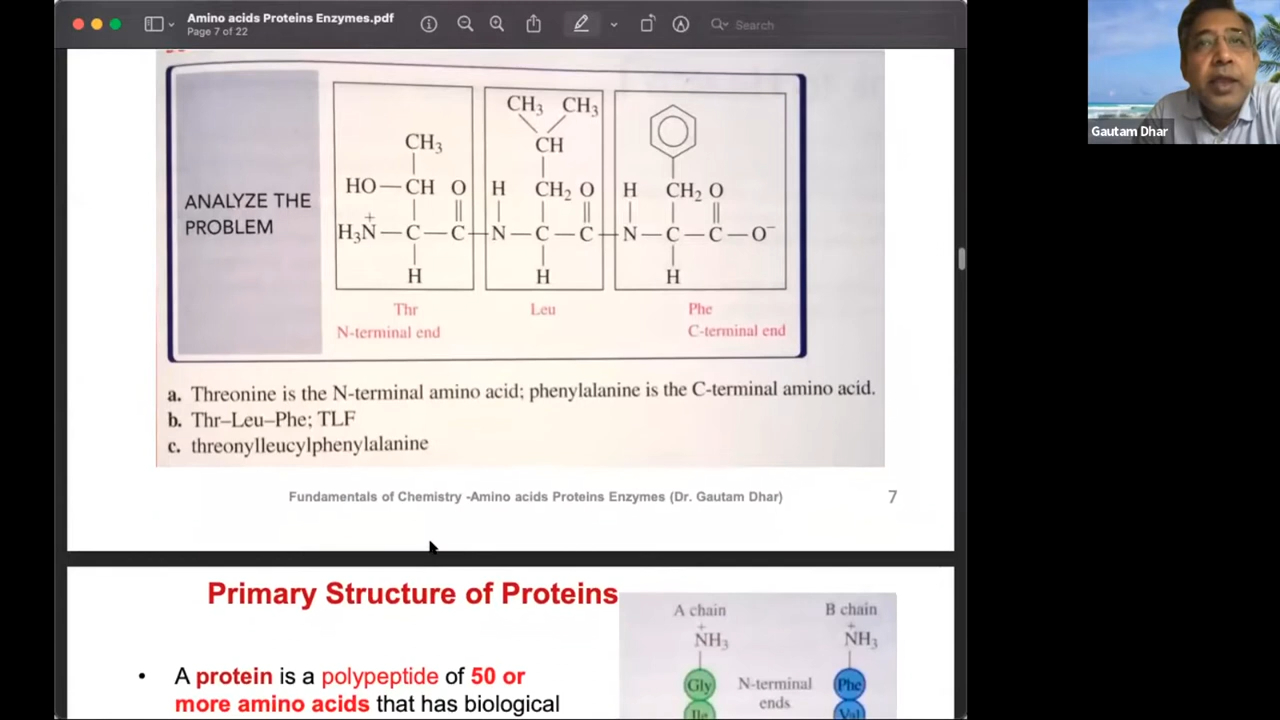 Amino acids Proteins Enzymes.pdf
Page 7 of 22
Search
Gautam Dhar
ANALYZE THE
PROBLEM
CH3 CH3
CH3 CH
HO—CH O H CH2 O H CH2 O
H3N+—C—C—N—C—C—N—C—C—O−
H H H
Thr Leu Phe
N-terminal end C-terminal end
a. Threonine is the N-terminal amino acid; phenylalanine is the C-terminal amino acid.
b. Thr–Leu–Phe; TLF
c. threonylleucylphenylalanine
Fundamentals of Chemistry -Amino acids Proteins Enzymes (Dr. Gautam Dhar) 7
Primary Structure of Proteins
• A protein is a polypeptide of 50 or
more amino acids that has biological
A chain B chain
+NH3 +NH3
Gly N-terminal Phe
ends
Ile Val